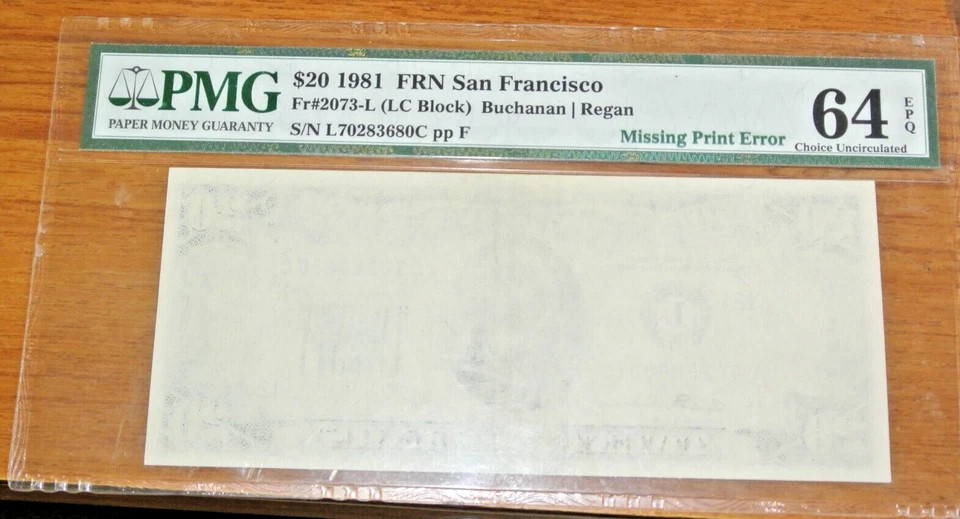 PMG
PAPER MONEY GUARANTY
$20 1981 FRN San Francisco
Fr#2073-L (LC Block) Buchanan | Regan
S/N L70283680C pp F
Missing Print Error
64
EPQ
Choice Uncirculated